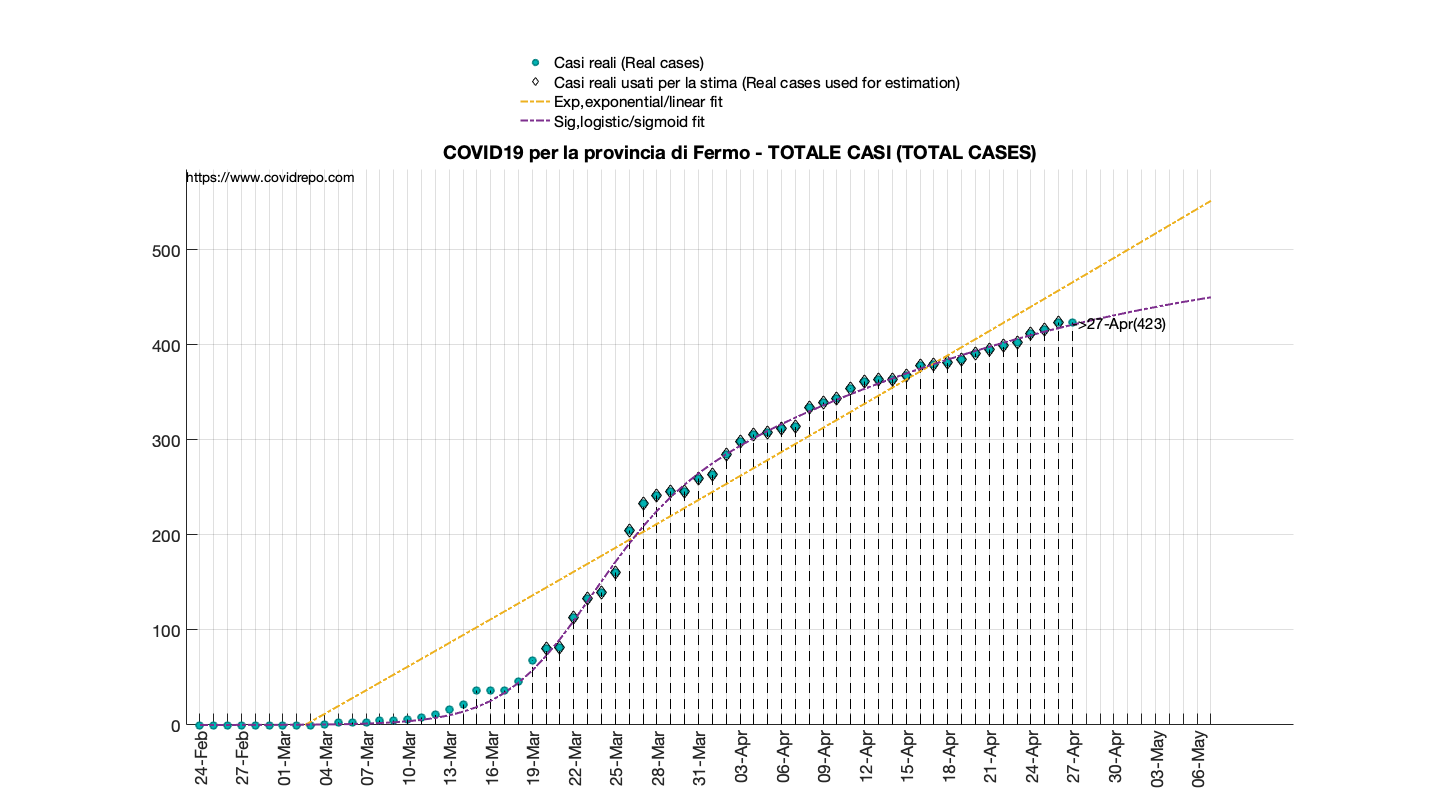 Casi reali (Real cases)
Casi reali usati per la stima (Real cases used for estimation)
Exp,exponential/linear fit
Sig,logistic/sigmoid fit
COVID19 per la provincia di Fermo - TOTALE CASI (TOTAL CASES)
https://www.covidrepo.com
500
400
300
200
100
0
>27-Apr(423)
24-Feb
27-Feb
01-Mar
04-Mar
07-Mar
10-Mar
13-Mar
16-Mar
19-Mar
22-Mar
25-Mar
28-Mar
31-Mar
03-Apr
06-Apr
09-Apr
12-Apr
15-Apr
18-Apr
21-Apr
24-Apr
27-Apr
30-Apr
03-May
06-May